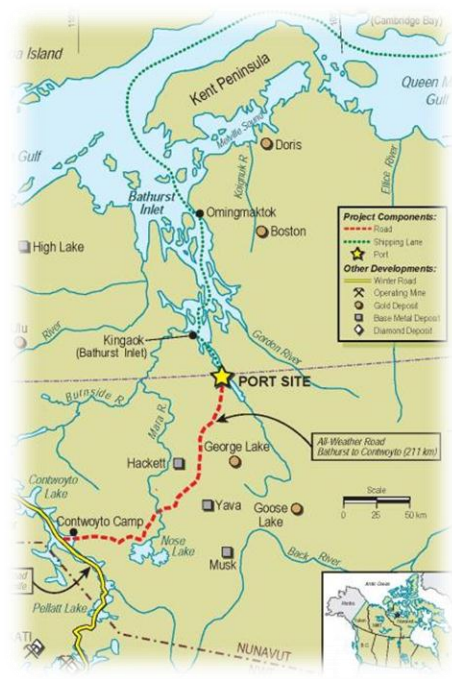 (Cambridge Bay)
Island
Kent Peninsula
Queen M
Gulf
Melville Sound
Doris
Gulf
Koignuk R.
Ellice River
Bathurst
Inlet
Omingmaktok
Boston
High Lake
Project Components:
Road
Shipping Lane
Port
Other Developments:
Winter Road
Operating Mine
Gold Deposit
Base Metal Deposit
Diamond Deposit
River
Kingaok
(Bathurst Inlet)
Gordon River
PORT SITE
Burnside R.
Mara R.
All-Weather Road
Bathurst to Contwoyto (211 km)
George Lake
Hackett
Contwoyto
Lake
Scale
0 25 50 km
Yava
Goose
Lake
Contwoyto Camp
Nose
Lake
Musk
Back River
Pellatt Lake
Arctic Ocean
Alaska
NUNAVUT